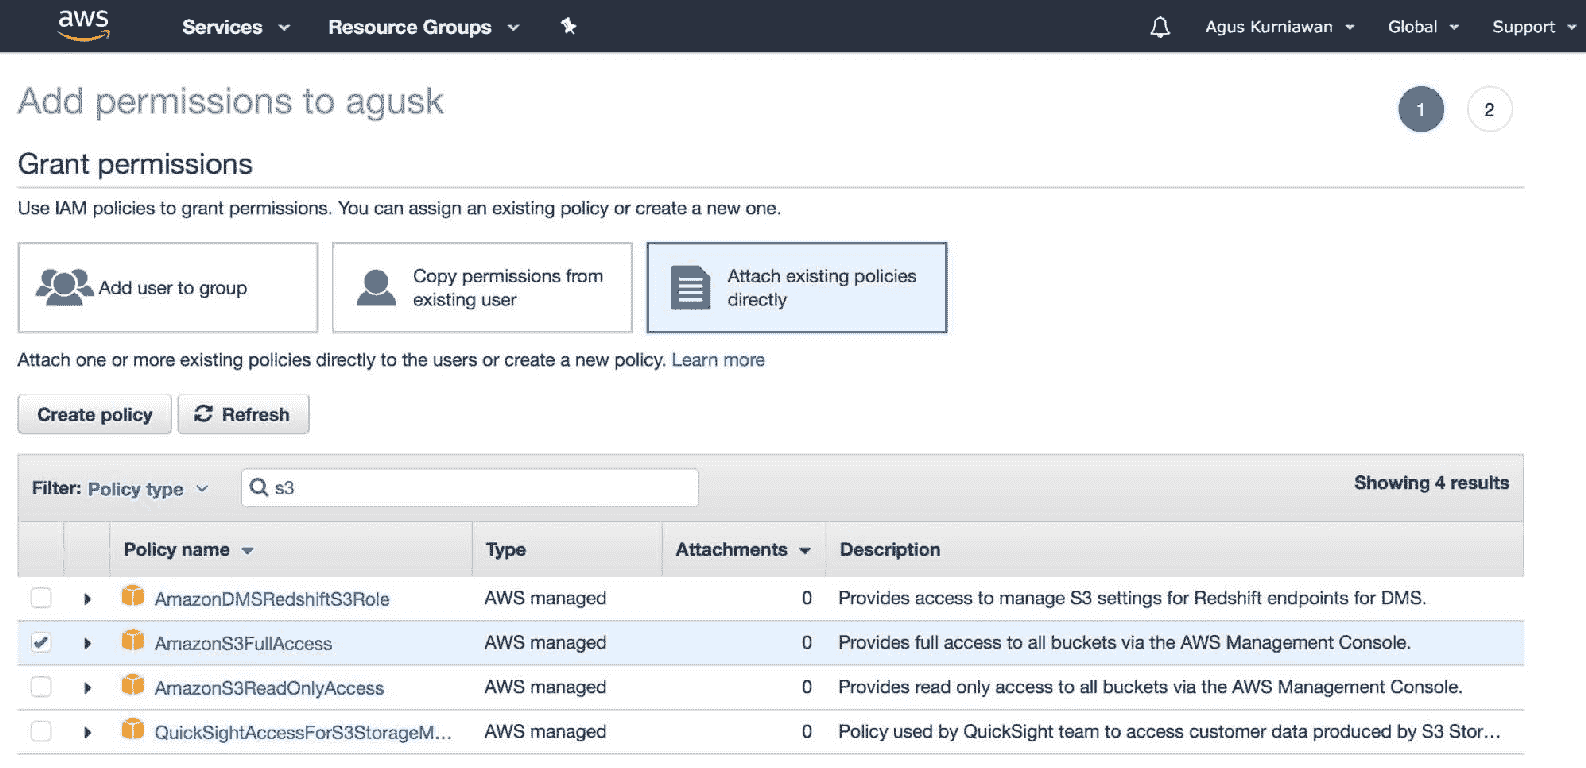 aws Services Resource Groups Agus Kurniawan Global Support
Add permissions to agusk 1 2
Grant permissions
Use IAM policies to grant permissions. You can assign an existing policy or create a new one.
Add user to group
Copy permissions from
existing user
Attach existing policies
directly
Attach one or more existing policies directly to the users or create a new policy. Learn more
Create policy Refresh
Filter: Policy type s3 Showing 4 results
Policy name Type Attachments Description
AmazonDMSRedshiftS3Role AWS managed 0 Provides access to manage S3 settings for Redshift endpoints for DMS.
AmazonS3FullAccess AWS managed 0 Provides full access to all buckets via the AWS Management Console.
AmazonS3ReadOnlyAccess AWS managed 0 Provides read only access to all buckets via the AWS Management Console.
QuickSightAccessForS3StorageM... AWS managed 0 Policy used by QuickSight team to access customer data produced by S3 Stor...